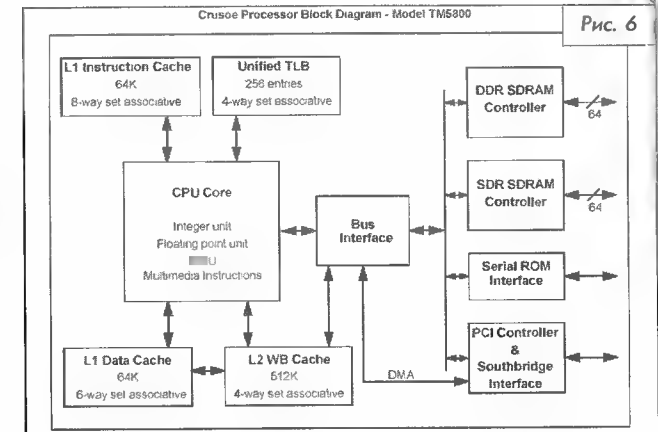 Crusoe Processor Block Diagram - Model TM5800
Рис. 6
L1 Instruction Cache
64K
8-way set associative
Unified TLB
256 entries
4-way set associative
CPU Core
Integer unit
Floating point unit
Multimedia Instructions
Bus
Interface
DDR SDRAM
Controller
64
SDR SDRAM
Controller
64
Serial ROM
Interface
PCI Controller
&
Southbridge
Interface
DMA
L1 Data Cache
64K
6-way set associative
L2 WB Cache
512K
4-way set associative